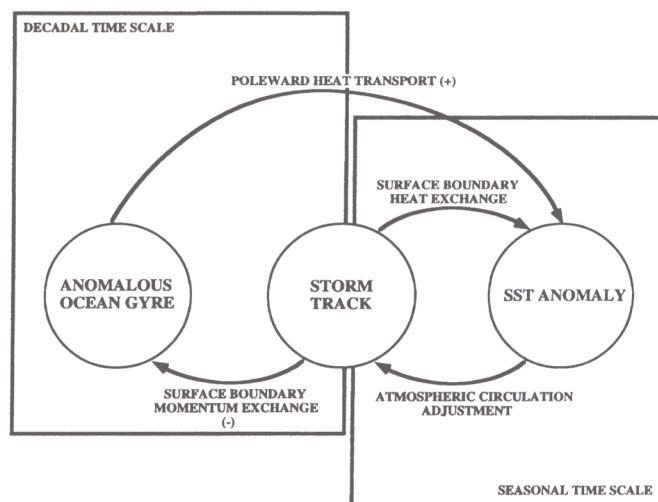 DECADAL TIME SCALE
POLEWARD HEAT TRANSPORT (+)
SURFACE BOUNDARY
HEAT EXCHANGE
ANOMALOUS
OCEAN GYRE
STORM
TRACK
SST ANOMALY
SURFACE BOUNDARY
MOMENTUM EXCHANGE
(-)
ATMOSPHERIC CIRCULATION
ADJUSTMENT
SEASONAL TIME SCALE